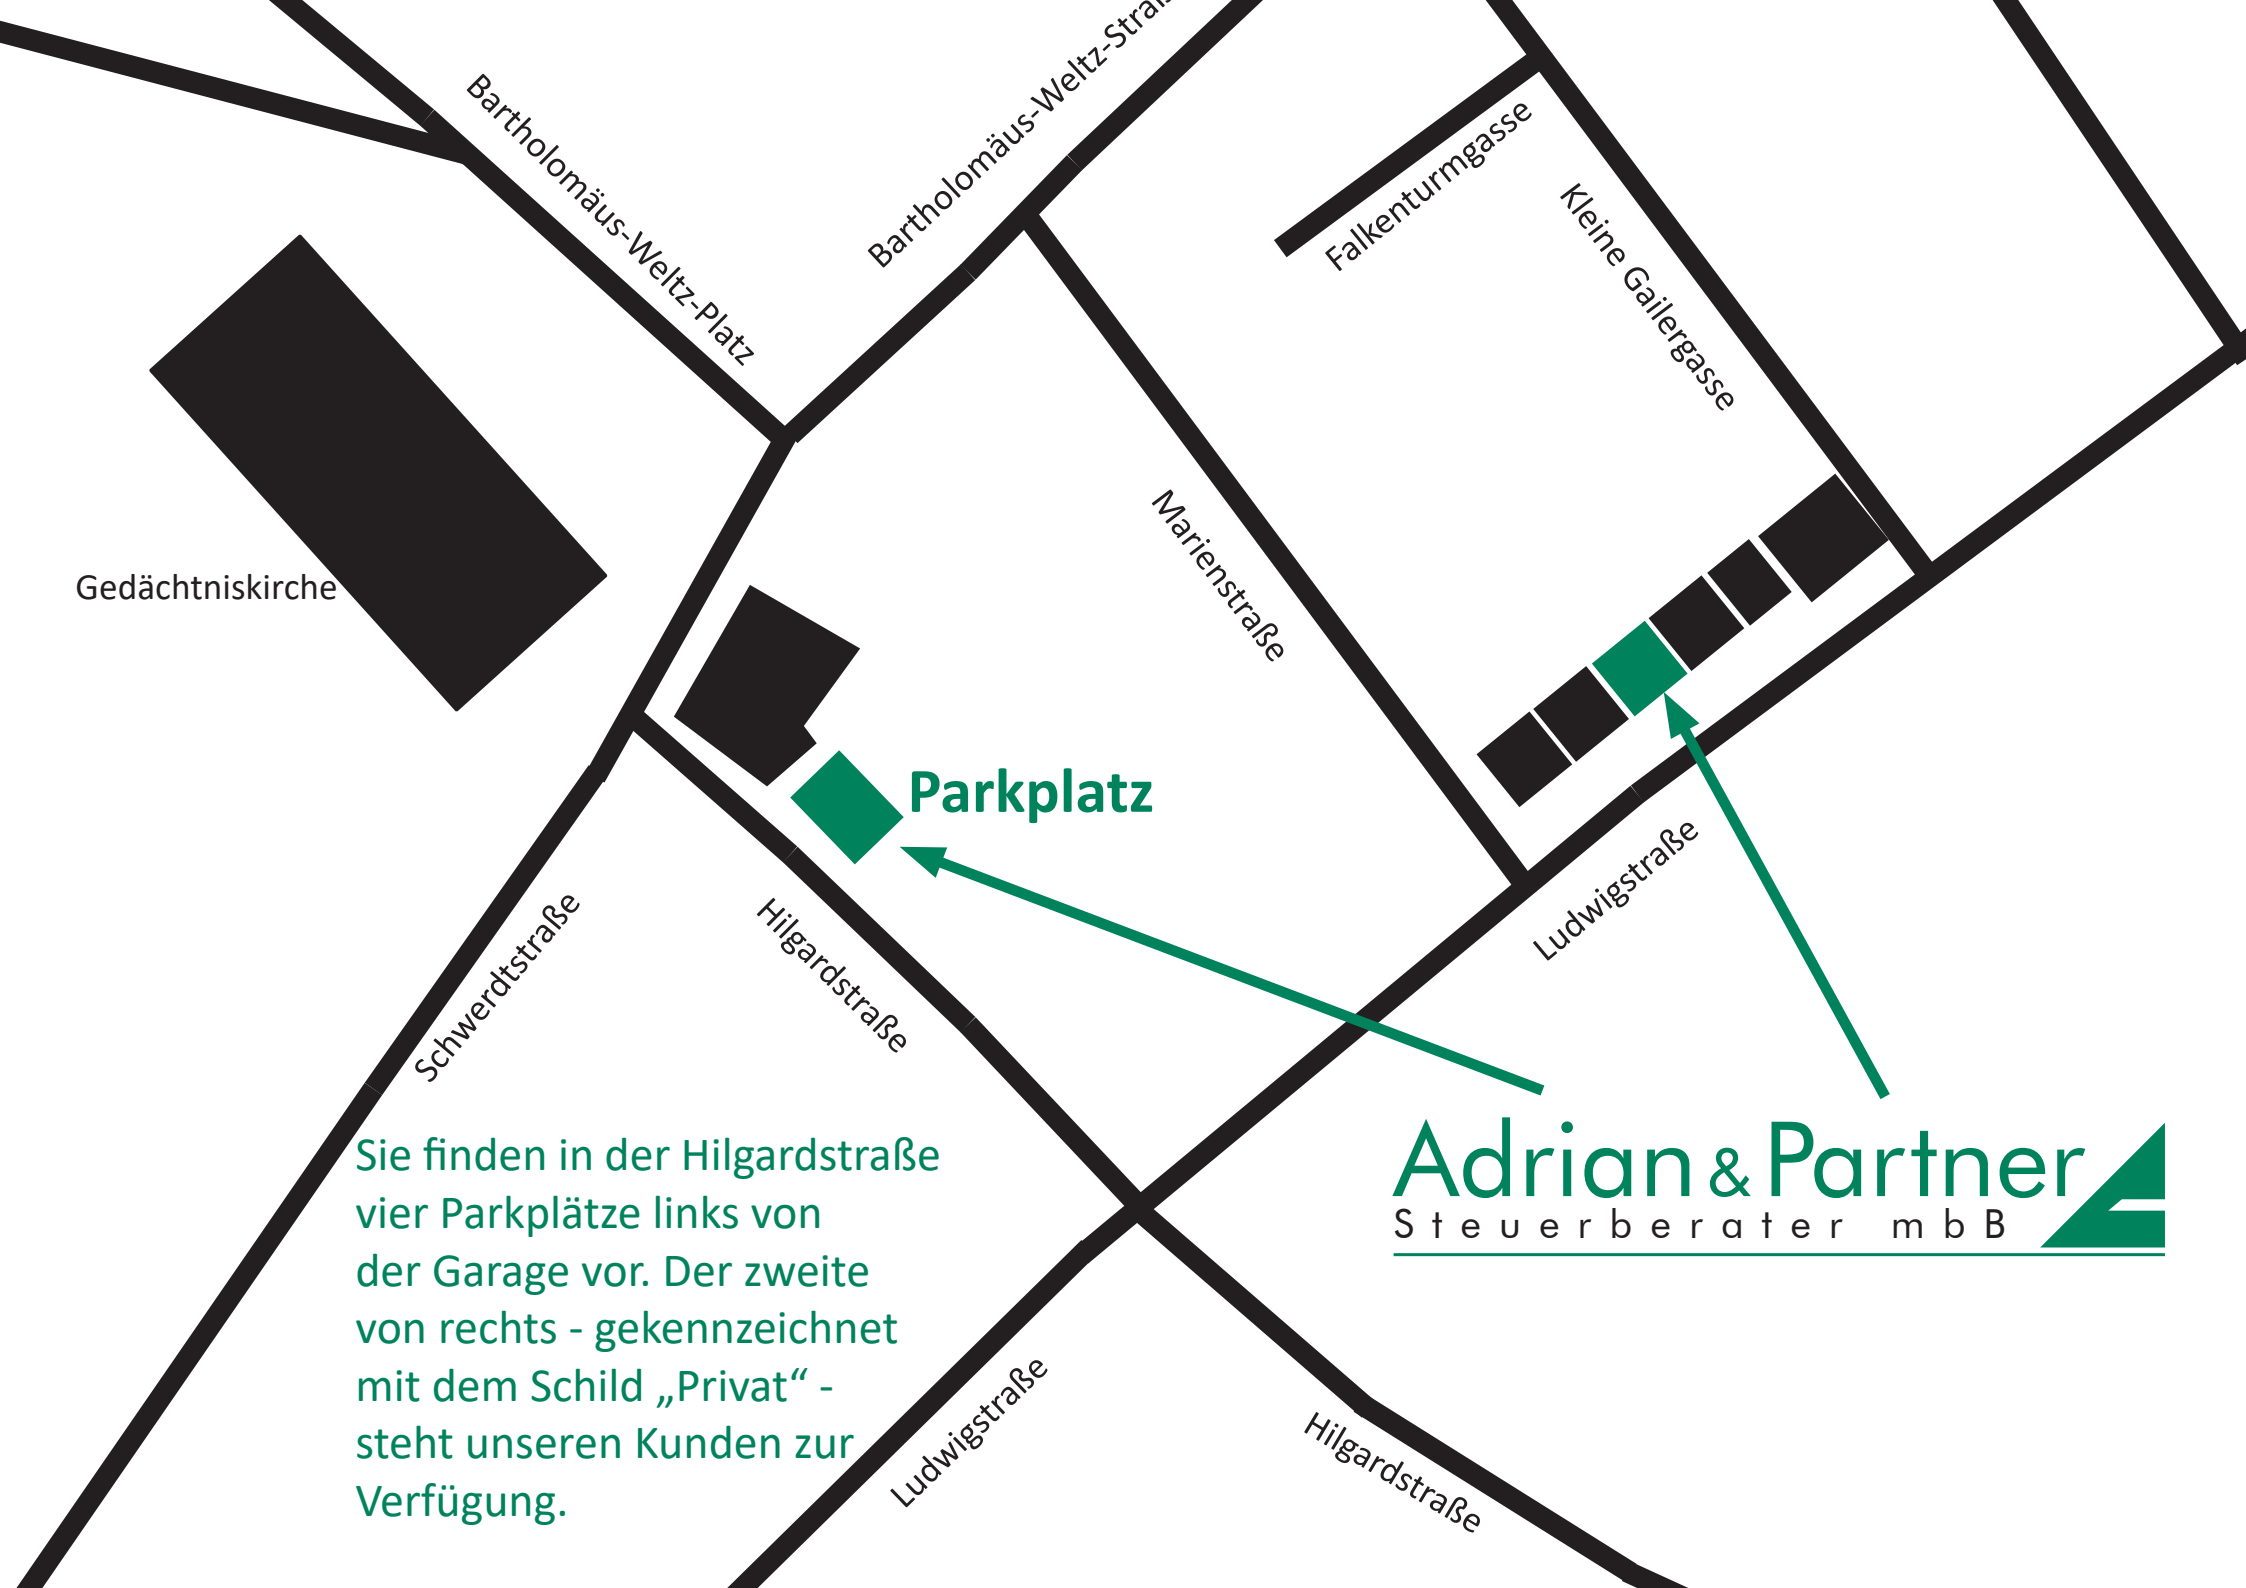 Bartholomäus-Weltz-Platz
Bartholomäus-Weltz-Straß
Falkenturmgasse
Kleine Gailergasse
Marienstraße
Gedächtniskirche
Parkplatz
Ludwigstraße
Hilgardstraße
Schwerdtstraße
Sie finden in der Hilgardstraße
vier Parkplätze links von
der Garage vor. Der zweite
von rechts - gekennzeichnet
mit dem Schild „Privat“ -
steht unseren Kunden zur
Verfügung.
Adrian & Partner
Steuerberater mbB
Ludwigstraße
Hilgardstraße